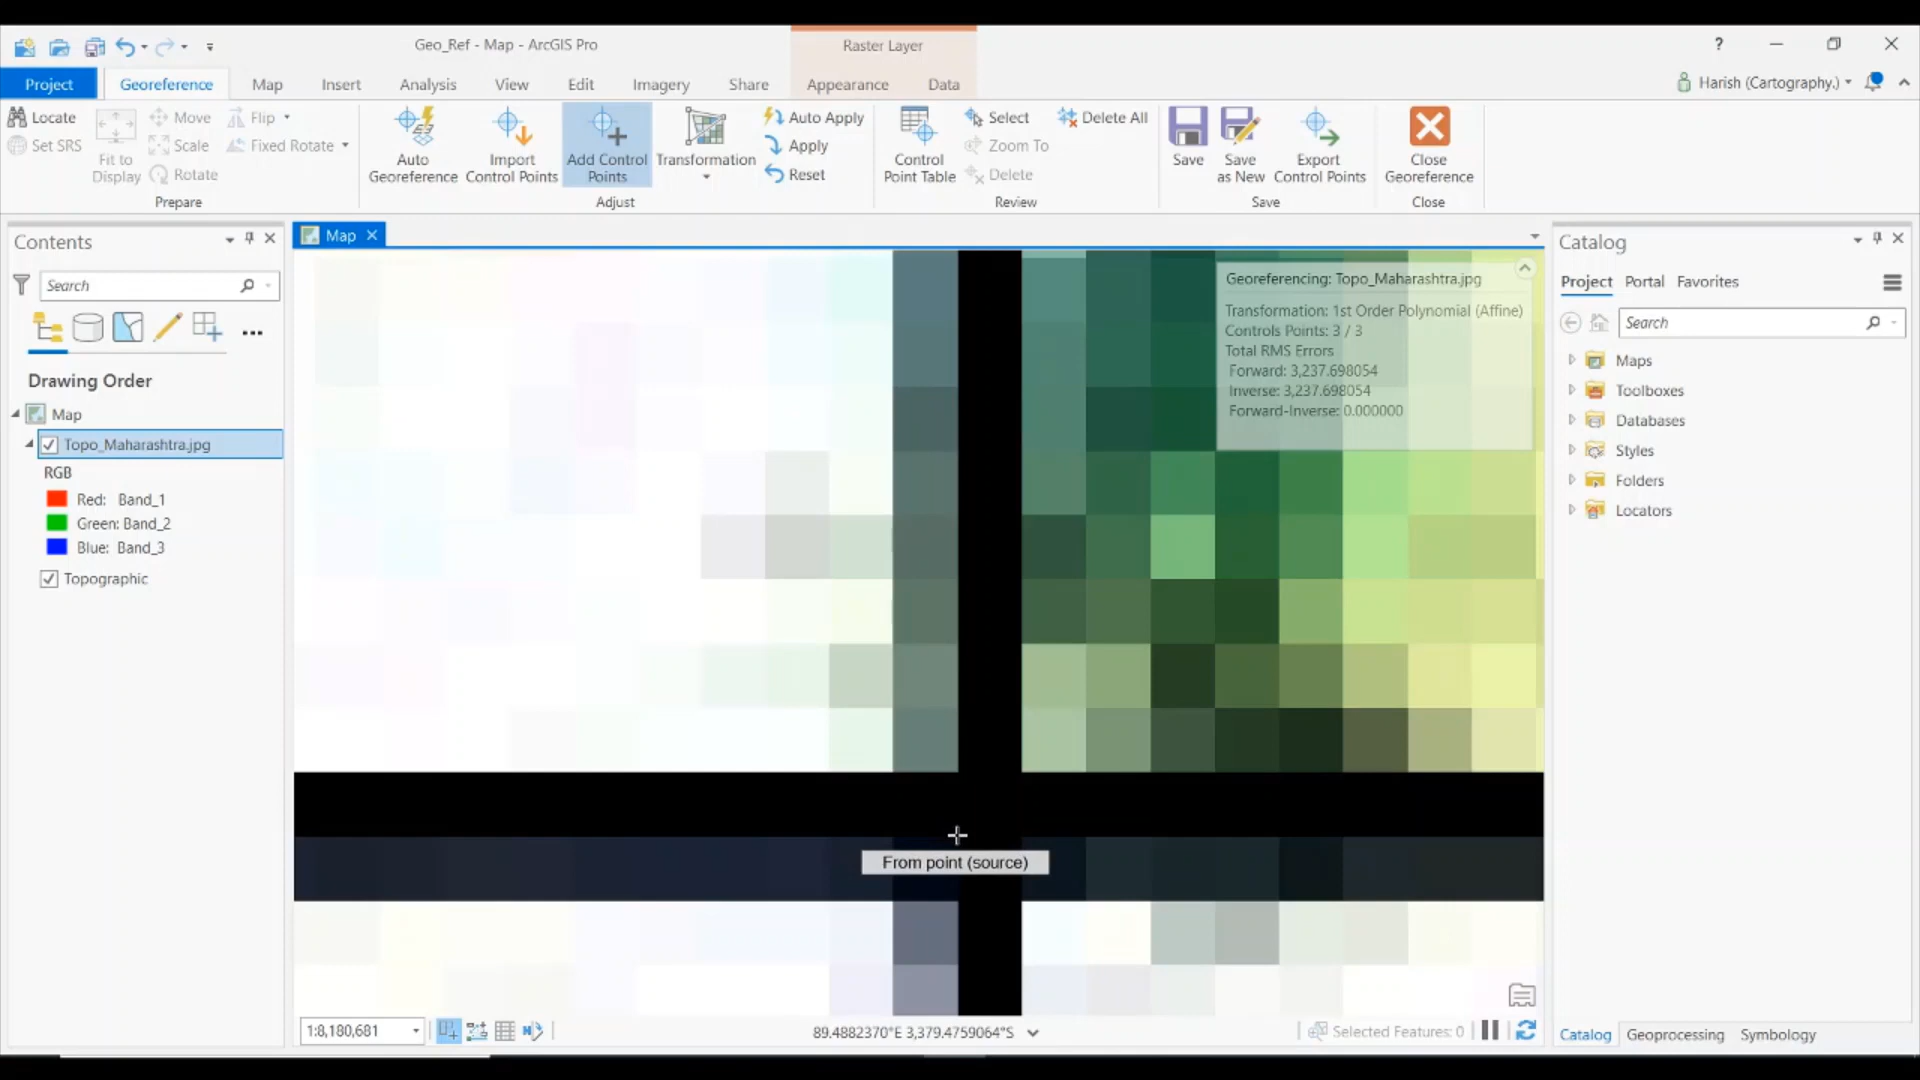 Geo_Ref - Map - ArcGIS Pro
Raster Layer
?
Project
Georeference
Map
Insert
Analysis
View
Edit
Imagery
Share
Appearance
Data
Harish (Cartography.)
Locate
Set SRS
Fit to
Display
Move
Scale
Rotate
Flip
Fixed Rotate
Prepare
Auto
Georeference
Import
Control Points
Add Control
Points
Transformation
Auto Apply
Apply
Reset
Adjust
Control
Point Table
Select
Zoom To
Delete
Delete All
Review
Save
Save
as New
Export
Control Points
Save
Close
Georeference
Close
Contents
Search
Drawing Order
Map
Topo_Maharashtra.jpg
RGB
Red: Band_1
Green: Band_2
Blue: Band_3
Topographic
Map
Georeferencing: Topo_Maharashtra.jpg
Transformation: 1st Order Polynomial (Affine)
Controls Points: 3 / 3
Total RMS Errors
Forward: 3,237.698054
Inverse: 3,237.698054
Forward-Inverse: 0.000000
From point (source)
1:8,180,681
89.4882370°E 3,379.4759064°S
Selected Features: 0
Catalog
Project
Portal
Favorites
Search
Maps
Toolboxes
Databases
Styles
Folders
Locators
Catalog
Geoprocessing
Symbology